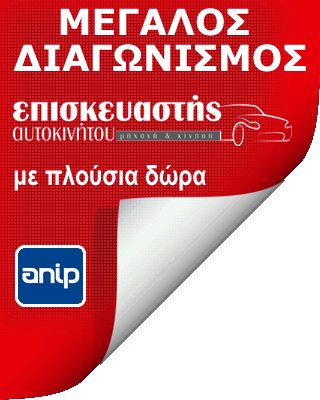 ΜΕΓΑΛΟΣ
ΔΙΑΓΩΝΙΣΜΟΣ
επισκευαστής
αυτοκινήτου μηχανή & κίνηση
με πλούσια δώρα
anip